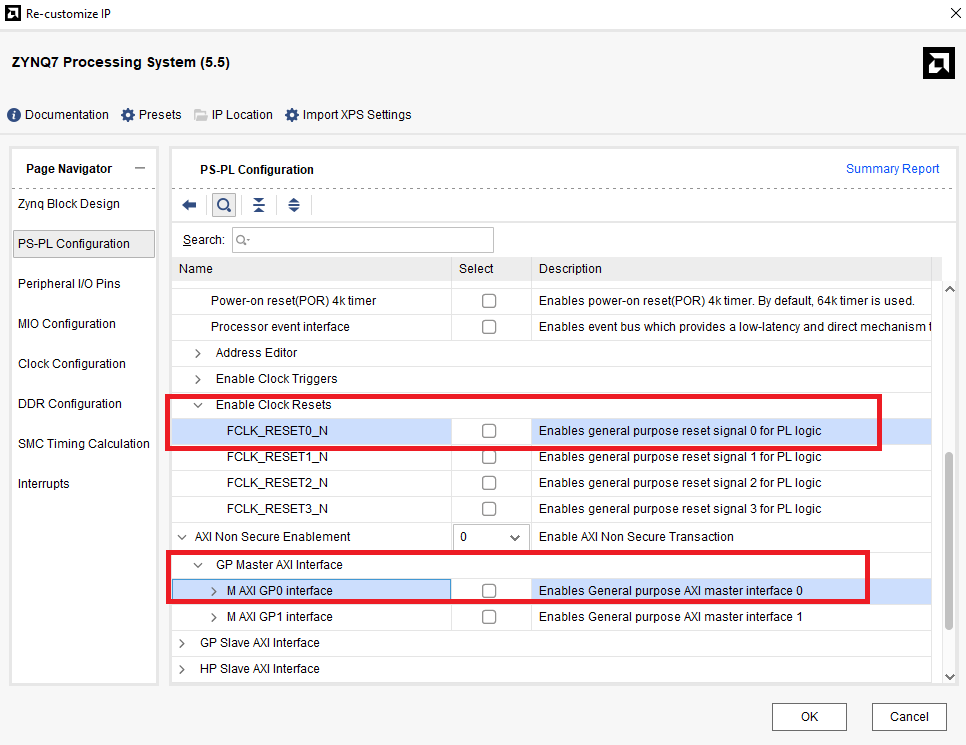 Re-customize IP
ZYNQ7 Processing System (5.5)
Documentation Presets IP Location Import XPS Settings
Page Navigator
Zynq Block Design
PS-PL Configuration
Peripheral I/O Pins
MIO Configuration
Clock Configuration
DDR Configuration
SMC Timing Calculation
Interrupts
PS-PL Configuration Summary Report
Search:
Name Select Description
Power-on reset(POR) 4k timer Enables power-on reset(POR) 4k timer. By default, 64k timer is used.
Processor event interface Enables event bus which provides a low-latency and direct mechanism t
Address Editor
Enable Clock Triggers
Enable Clock Resets
FCLK_RESET0_N Enables general purpose reset signal 0 for PL logic
FCLK_RESET1_N Enables general purpose reset signal 1 for PL logic
FCLK_RESET2_N Enables general purpose reset signal 2 for PL logic
FCLK_RESET3_N Enables general purpose reset signal 3 for PL logic
AXI Non Secure Enablement 0 Enable AXI Non Secure Transaction
GP Master AXI Interface
M AXI GP0 interface Enables General purpose AXI master interface 0
M AXI GP1 interface Enables General purpose AXI master interface 1
GP Slave AXI Interface
HP Slave AXI Interface
OK Cancel